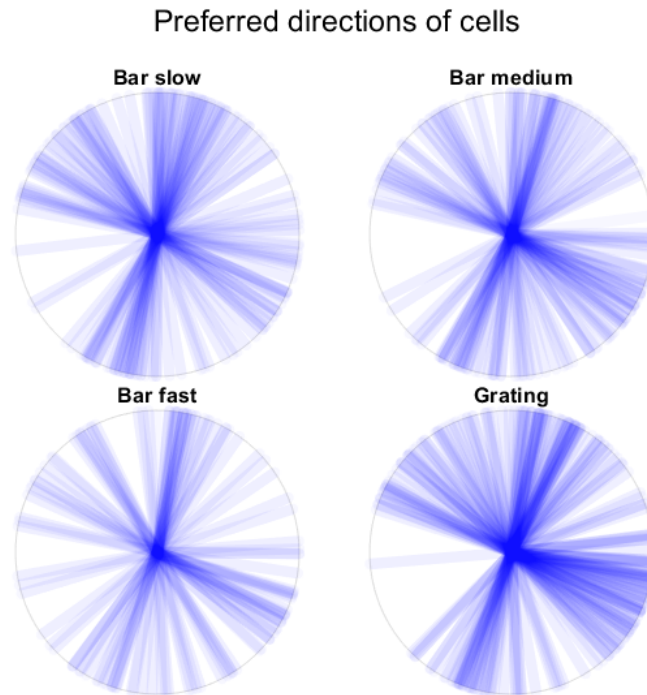 Preferred directions of cells
Bar slow
Bar medium
Bar fast
Grating